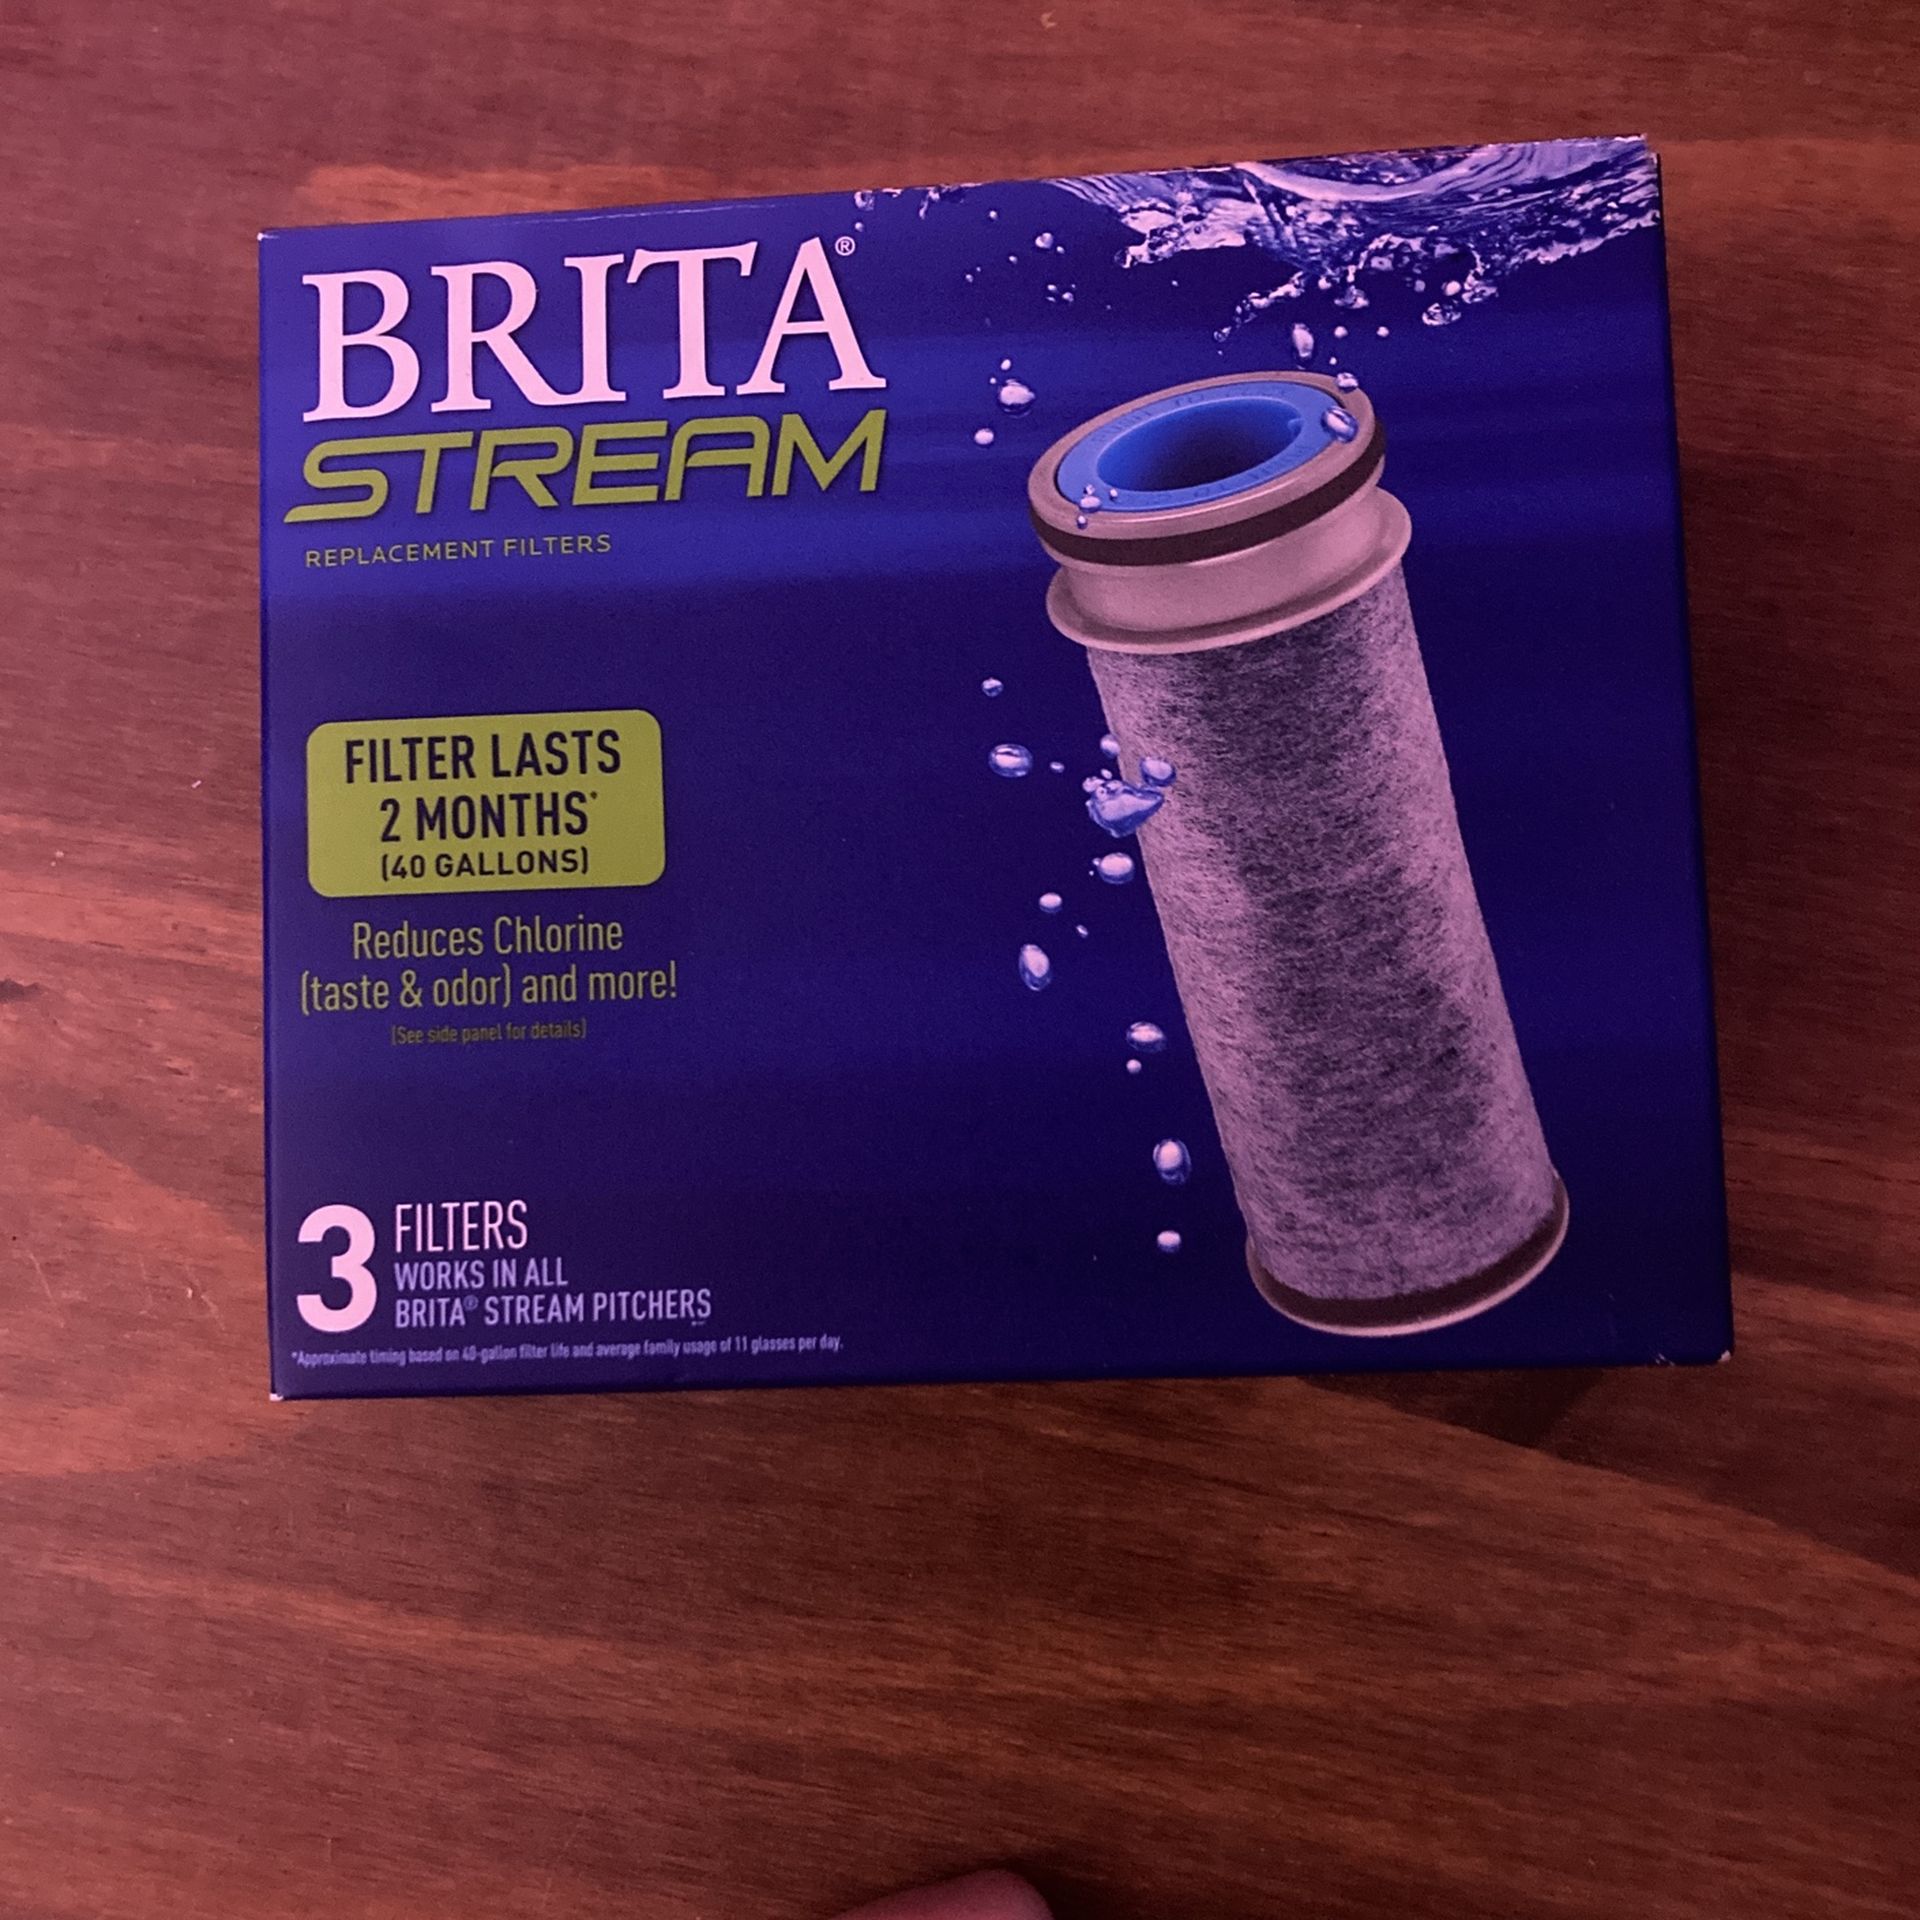 BRITA®
STREAM
REPLACEMENT FILTERS
FILTER LASTS
2 MONTHS*
(40 GALLONS)
Reduces Chlorine
(taste & odor) and more!
(See side panel for details)
3 FILTERS
WORKS IN ALL
BRITA® STREAM PITCHERS
*Approximate timing based on 40-gallon filter life and average family usage of 11 glasses per day.